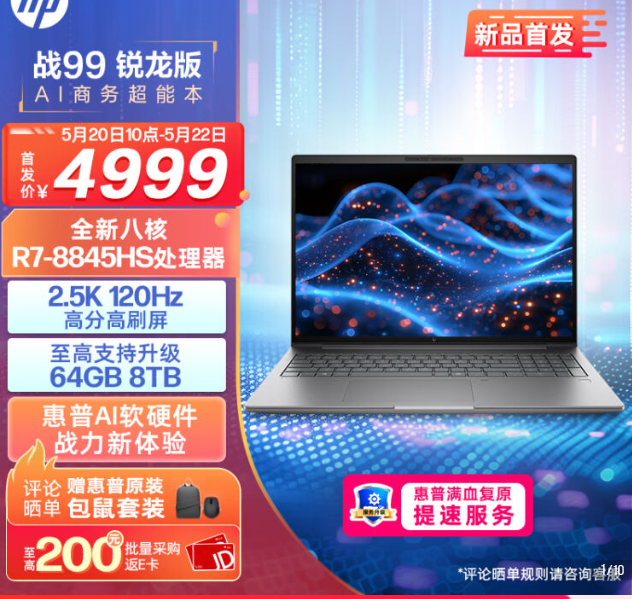 hp
新品首发
战99 锐龙版
AI商务超能本
5月20日10点-5月22日
首发价¥4999
全新八核
R7-8845HS处理器
2.5K 120Hz
高分高刷屏
至高支持升级
64GB 8TB
惠普AI软硬件
战力新体验
评论晒单 赠惠普原装包鼠套装
至高200元 批量采购返E卡
JD
服务升级
惠普满血复原
提速服务
*评论晒单规则请咨询客服
1/10